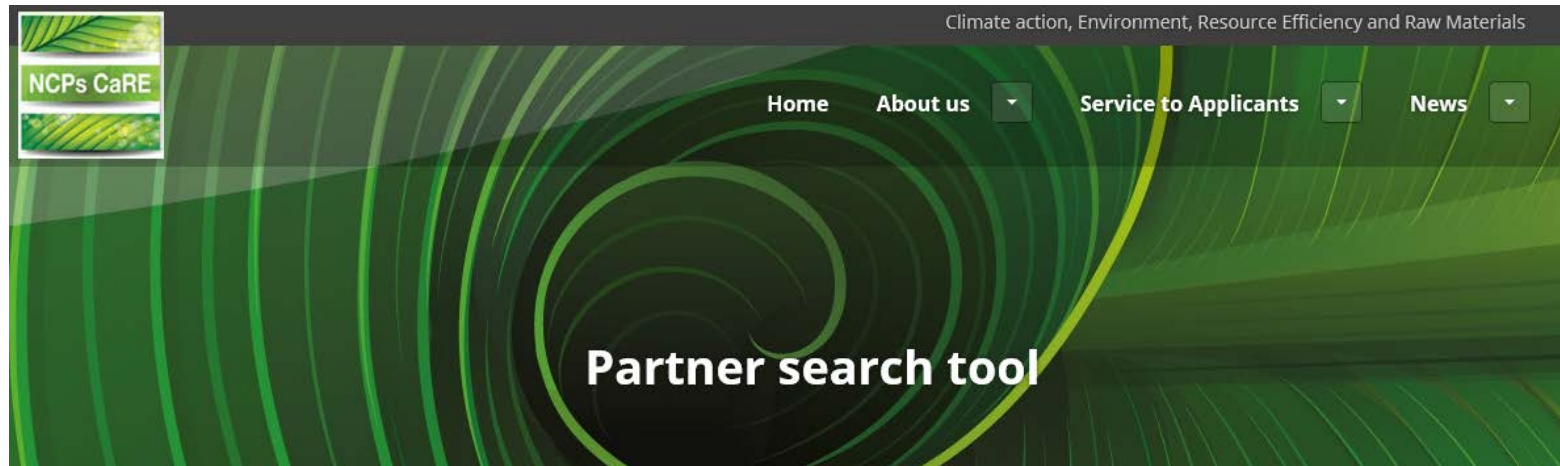 Climate action, Environment, Resource Efficiency and Raw Materials
NCPs CaRE
Home About us Service to Applicants News
Partner search tool